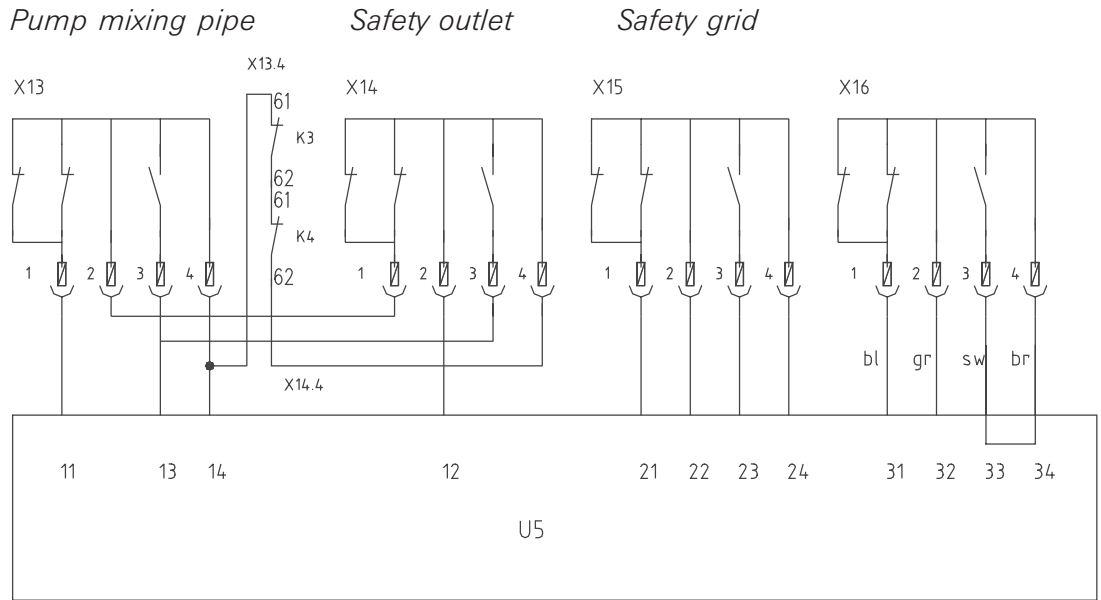 Pump mixing pipe Safety outlet Safety grid
X13.4
X13 X14 X15 X16
61
K3
62
61
K4
62
1 2 3 4 1 2 3 4 1 2 3 4 1 2 3 4
bl gr sw br
X14.4
11 13 14 12 21 22 23 24 31 32 33 34
U5